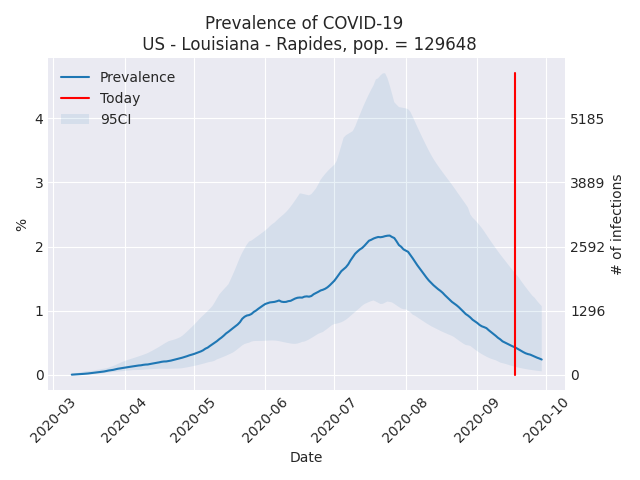 Prevalence of COVID-19
US - Louisiana - Rapides, pop. = 129648
Prevalence
Today
95CI
%
4
3
2
1
0
5185
3889
2592
1296
0
# of infections
2020-03
2020-04
2020-05
2020-06
2020-07
2020-08
2020-09
2020-10
Date